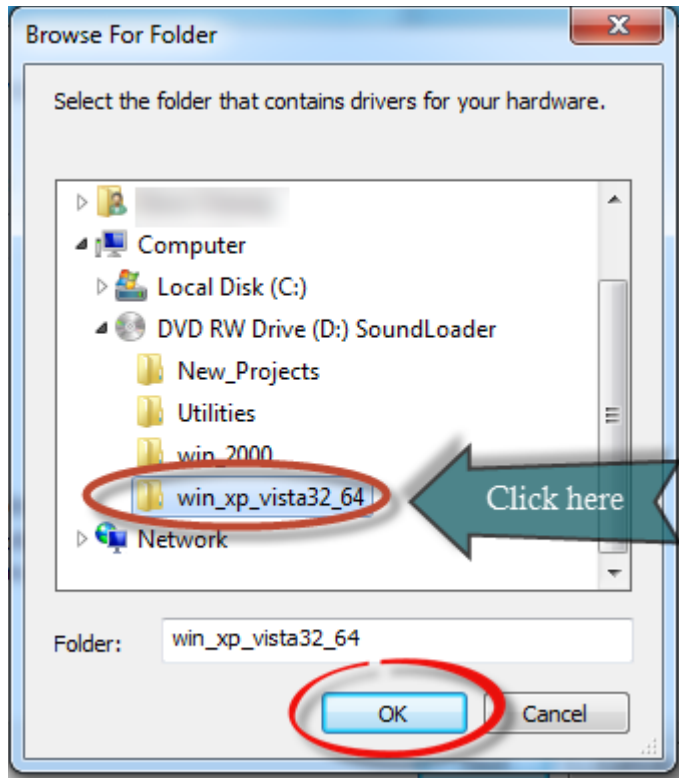 Browse For Folder
Select the folder that contains drivers for your hardware.
Computer
Local Disk (C:)
DVD RW Drive (D:) SoundLoader
New_Projects
Utilities
win_2000
win_xp_vista32_64
Click here
Network
Folder: win_xp_vista32_64
OK Cancel